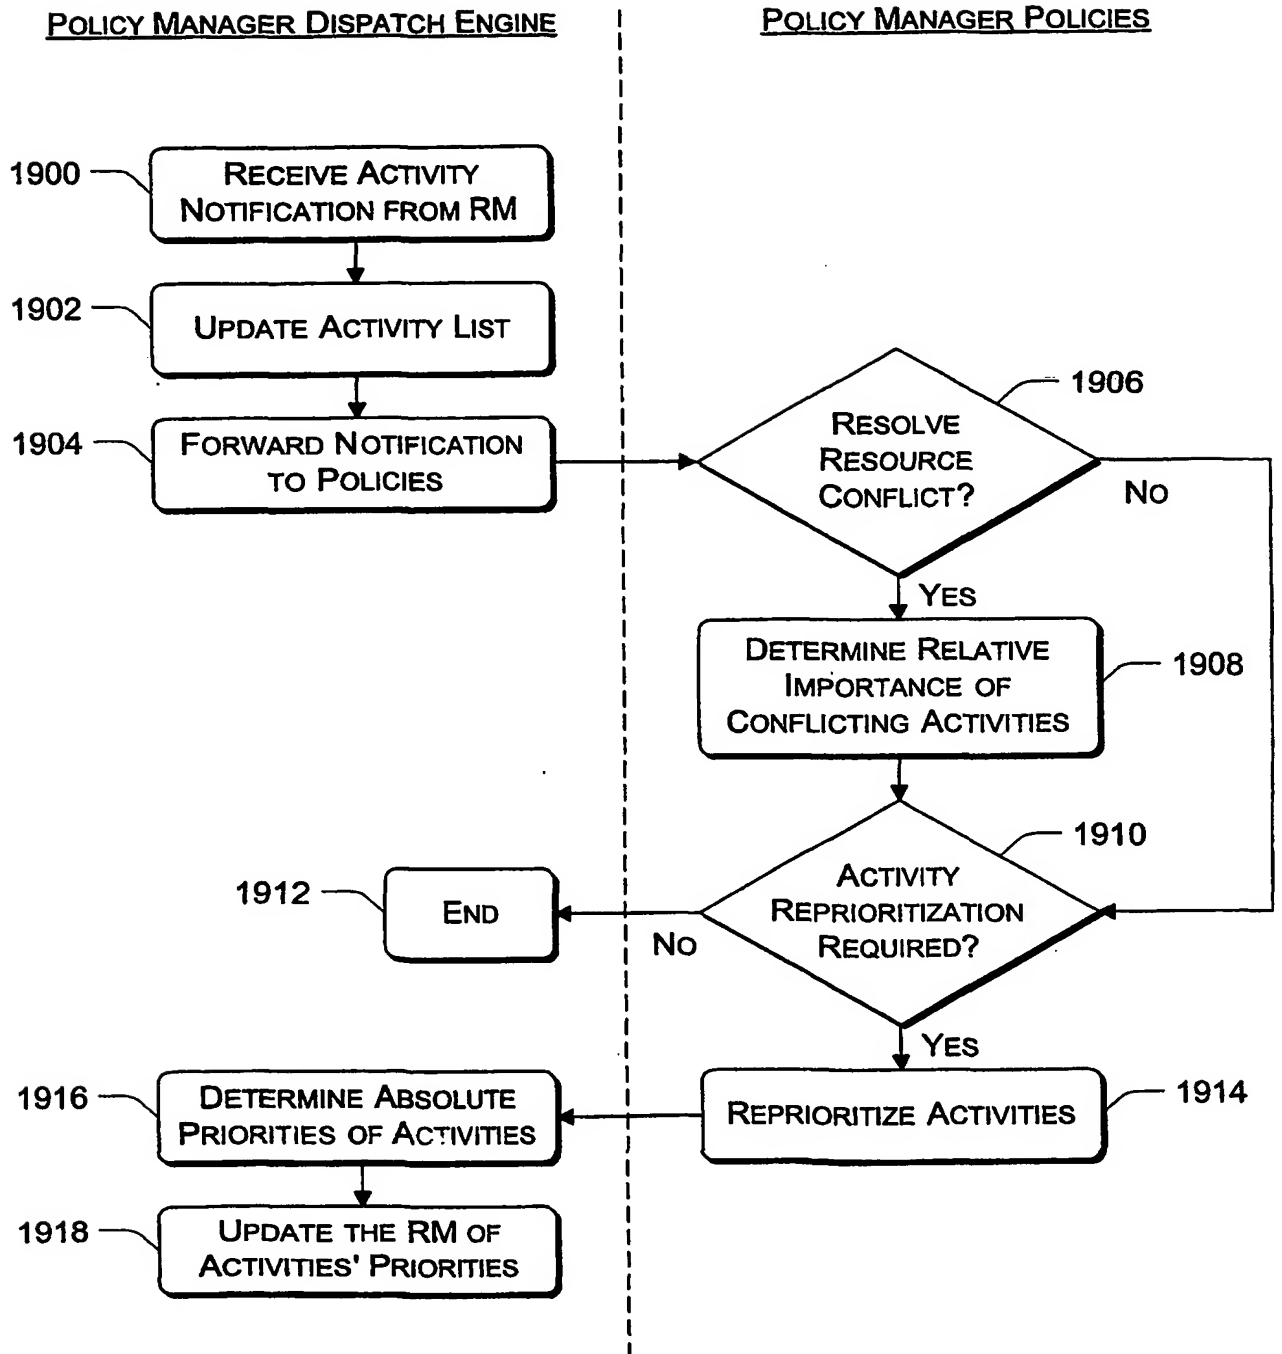 POLICY MANAGER DISPATCH ENGINE
POLICY MANAGER POLICIES
1900
RECEIVE ACTIVITY
NOTIFICATION FROM RM
1902
UPDATE ACTIVITY LIST
1904
FORWARD NOTIFICATION
TO POLICIES
1906
RESOLVE
RESOURCE
CONFLICT?
NO
YES
1908
DETERMINE RELATIVE
IMPORTANCE OF
CONFLICTING ACTIVITIES
1910
ACTIVITY
REPRIORITIZATION
REQUIRED?
1912
END
NO
YES
1914
REPRIORITIZE ACTIVITIES
1916
DETERMINE ABSOLUTE
PRIORITIES OF ACTIVITIES
1918
UPDATE THE RM OF
ACTIVITIES' PRIORITIES